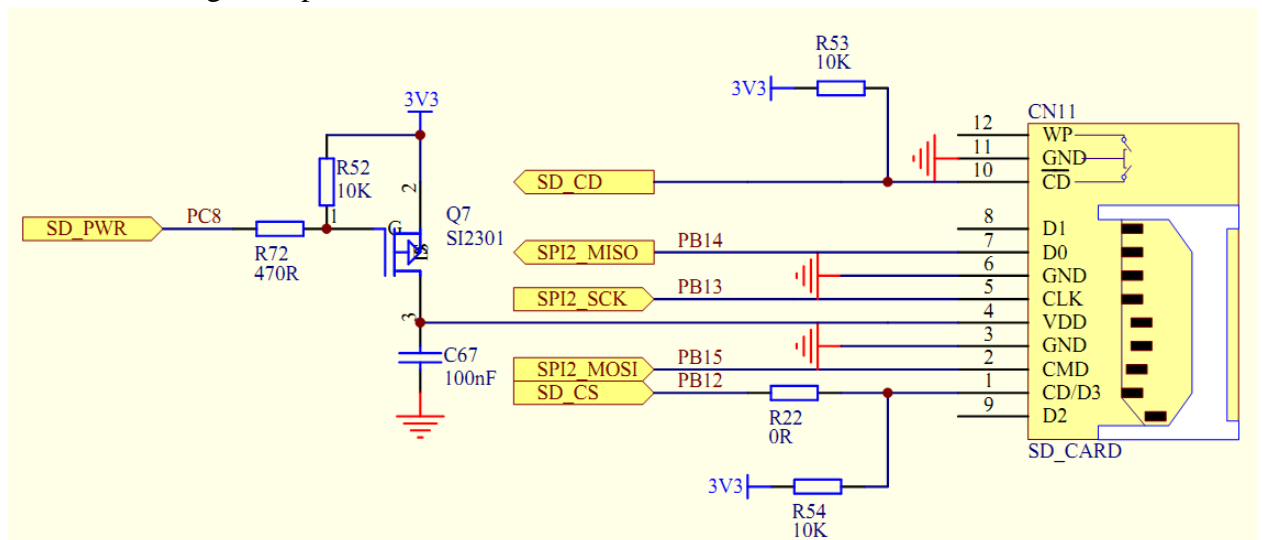 R53
10K
3V3
3V3
CN11
12
WP
11
GND
R52
10K
2
SD_CD
10
CD
SD_PWR
PC8
1
G
Q7
SI2301
8
D1
R72
470R
SPI2_MISO
PB14
7
D0
6
GND
SPI2_SCK
PB13
5
CLK
3
4
VDD
3
GND
C67
100nF
SPI2_MOSI
PB15
2
CMD
SD_CS
PB12
1
CD/D3
R22
0R
9
D2
SD_CARD
3V3
R54
10K